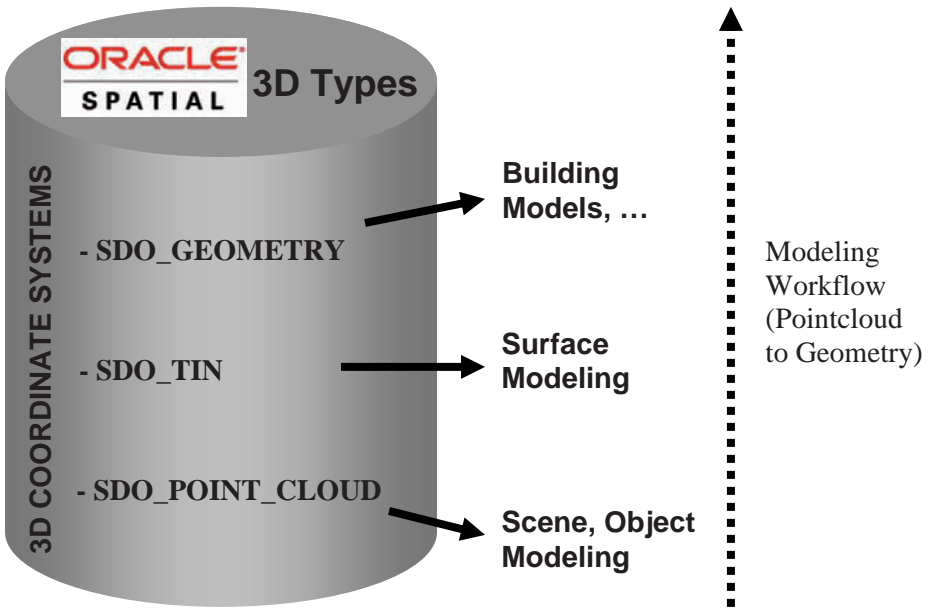 ORACLE
SPATIAL
3D Types
3D COORDINATE SYSTEMS
- SDO_GEOMETRY
Building
Models, …
- SDO_TIN
Surface
Modeling
- SDO_POINT_CLOUD
Scene, Object
Modeling
Modeling
Workflow
(Pointcloud
to Geometry)